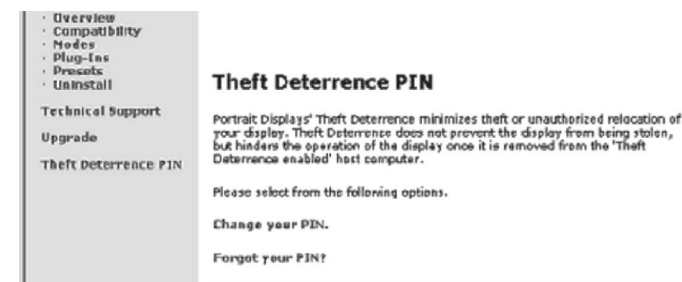 · Overview
· Compatibility
· Modes
· Plug-Ins
· Presets
· Uninstall
Technical Support
Upgrade
Theft Deterrence PIN
Theft Deterrence PIN
Portrait Displays' Theft Deterrence minimizes theft or unauthorized relocation of
your display. Theft Deterrence does not prevent the display from being stolen,
but hinders the operation of the display once it is removed from the 'Theft
Deterrence enabled' host computer.
Please select from the following options.
Change your PIN.
Forgot your PIN?